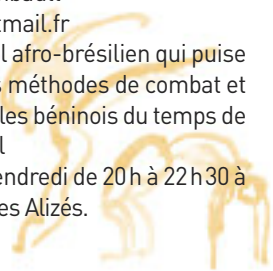 tmail.fr
l afro-brésilien qui puise
méthodes de combat et
les béninois du temps de
l
endredi de 20 h à 22 h 30 à
es Alizés.